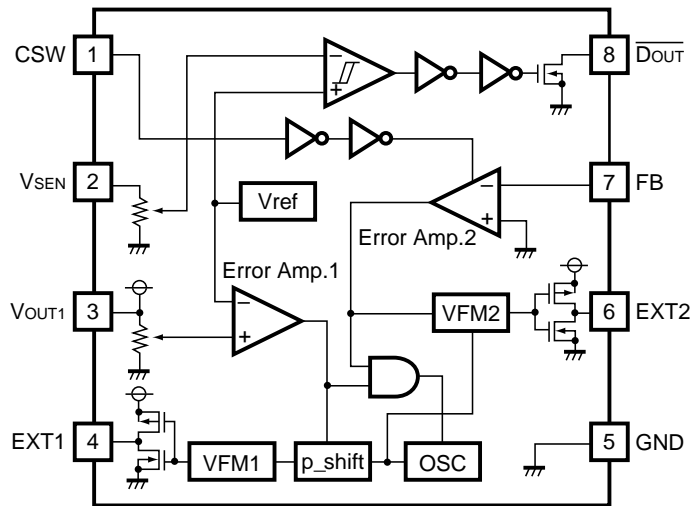 CSW 1
8 DOUT
−
+
VSEN 2
7 FB
−
+
Vref
Error Amp.2
Error Amp.1
VOUT1 3
−
+
VFM2
6 EXT2
EXT1 4
VFM1
p_shift
OSC
5 GND